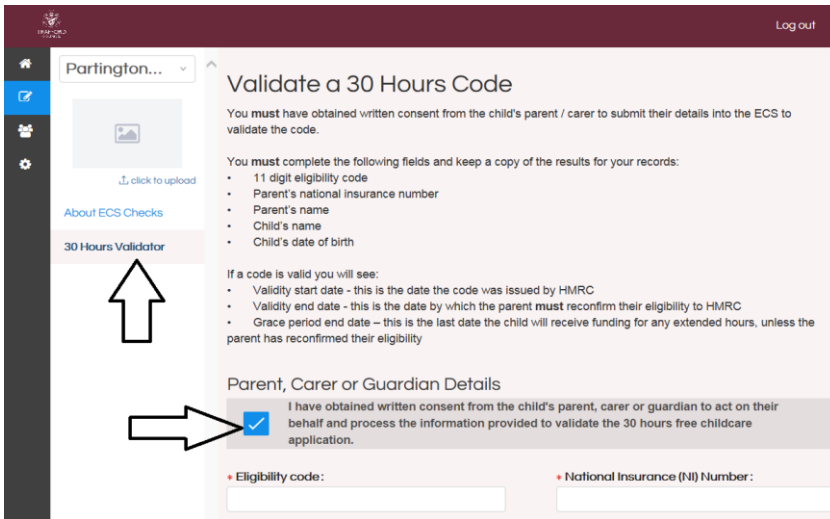 TRAFFORD
COUNCIL
Log out
Partington...
click to upload
About ECS Checks
30 Hours Validator
Validate a 30 Hours Code
You must have obtained written consent from the child's parent / carer to submit their details into the ECS to
validate the code.
You must complete the following fields and keep a copy of the results for your records:
• 11 digit eligibility code
• Parent's national insurance number
• Parent's name
• Child's name
• Child's date of birth
If a code is valid you will see:
• Validity start date - this is the date the code was issued by HMRC
• Validity end date - this is the date by which the parent must reconfirm their eligibility to HMRC
• Grace period end date – this is the last date the child will receive funding for any extended hours, unless the
parent has reconfirmed their eligibility
Parent, Carer or Guardian Details
I have obtained written consent from the child's parent, carer or guardian to act on their
behalf and process the information provided to validate the 30 hours free childcare
application.
* Eligibility code:
* National Insurance (NI) Number: